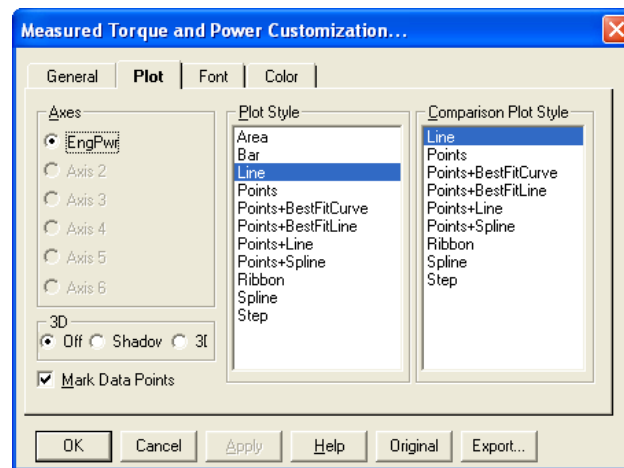 Measured Torque and Power Customization...
General Plot Font Color
Axes
EngPwr
Axis 2
Axis 3
Axis 4
Axis 5
Axis 6
3D
Off Shadov 3I
Mark Data Points
Plot Style
Area
Bar
Line
Points
Points+BestFitCurve
Points+BestFitLine
Points+Line
Points+Spline
Ribbon
Spline
Step
Comparison Plot Style
Line
Points
Points+BestFitCurve
Points+BestFitLine
Points+Line
Points+Spline
Ribbon
Spline
Step
OK Cancel Apply Help Original Export...